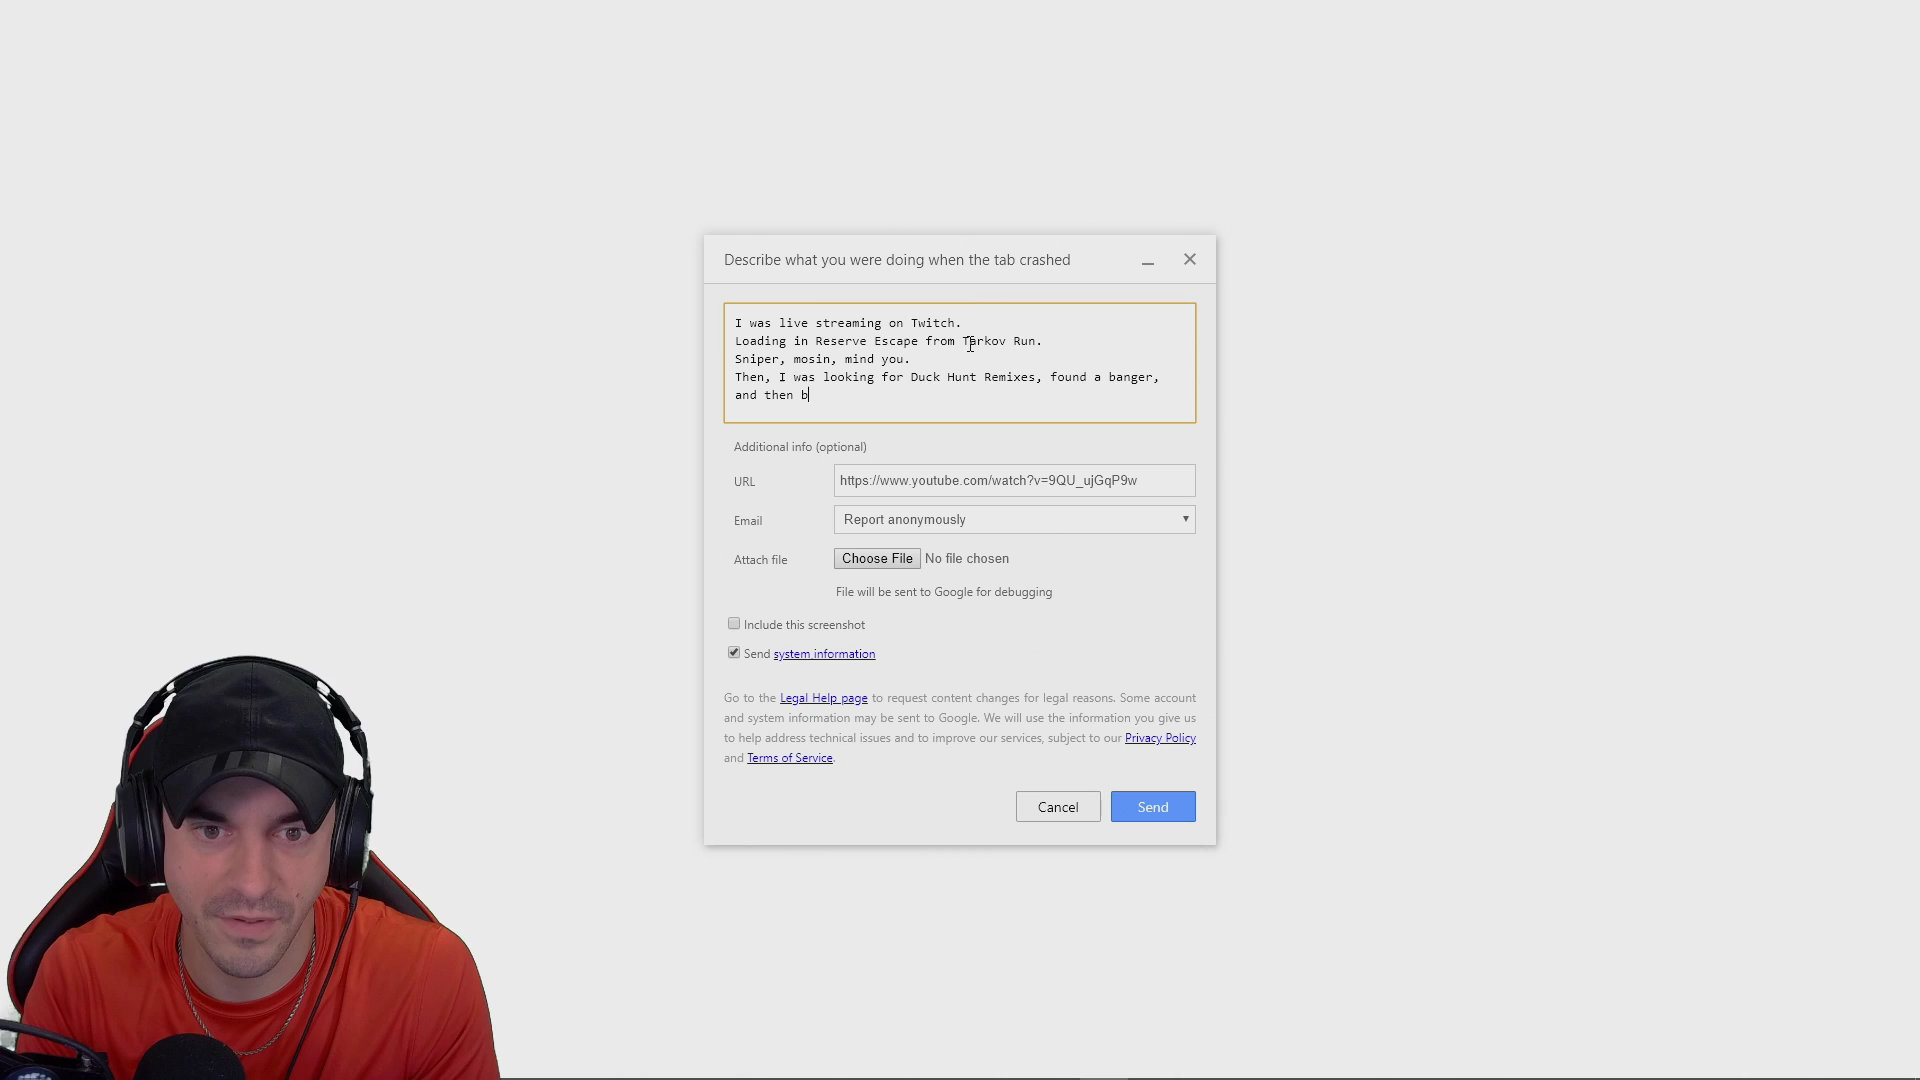 Describe what you were doing when the tab crashed
I was live streaming on Twitch.
Loading in Reserve Escape from Tarkov Run.
Sniper, mosin, mind you.
Then, I was looking for Duck Hunt Remixes, found a banger,
and then b
Additional info (optional)
URL https://www.youtube.com/watch?v=9QU_ujGqP9w
Email Report anonymously
Attach file Choose File No file chosen
File will be sent to Google for debugging
Include this screenshot
Send system information
Go to the Legal Help page to request content changes for legal reasons. Some account
and system information may be sent to Google. We will use the information you give us
to help address technical issues and to improve our services, subject to our Privacy Policy
and Terms of Service.
Cancel Send